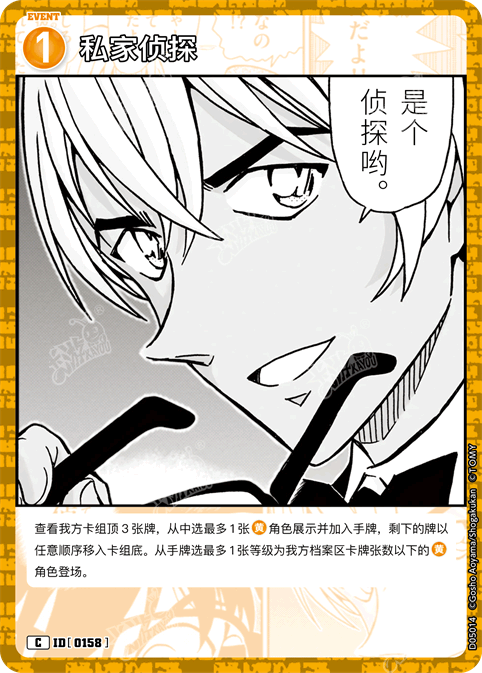 EVENT
1
私家侦探
是个
侦探哟。
查看我方卡组顶3张牌，从中选最多1张黄角色展示并加入手牌，剩下的牌以
任意顺序移入卡组底。从手牌选最多1张等级为我方档案区卡牌张数以下的黄
角色登场。
C ID[ 0158 ]
D05014 ©Gosho Aoyama/Shogakukan ©TOMY